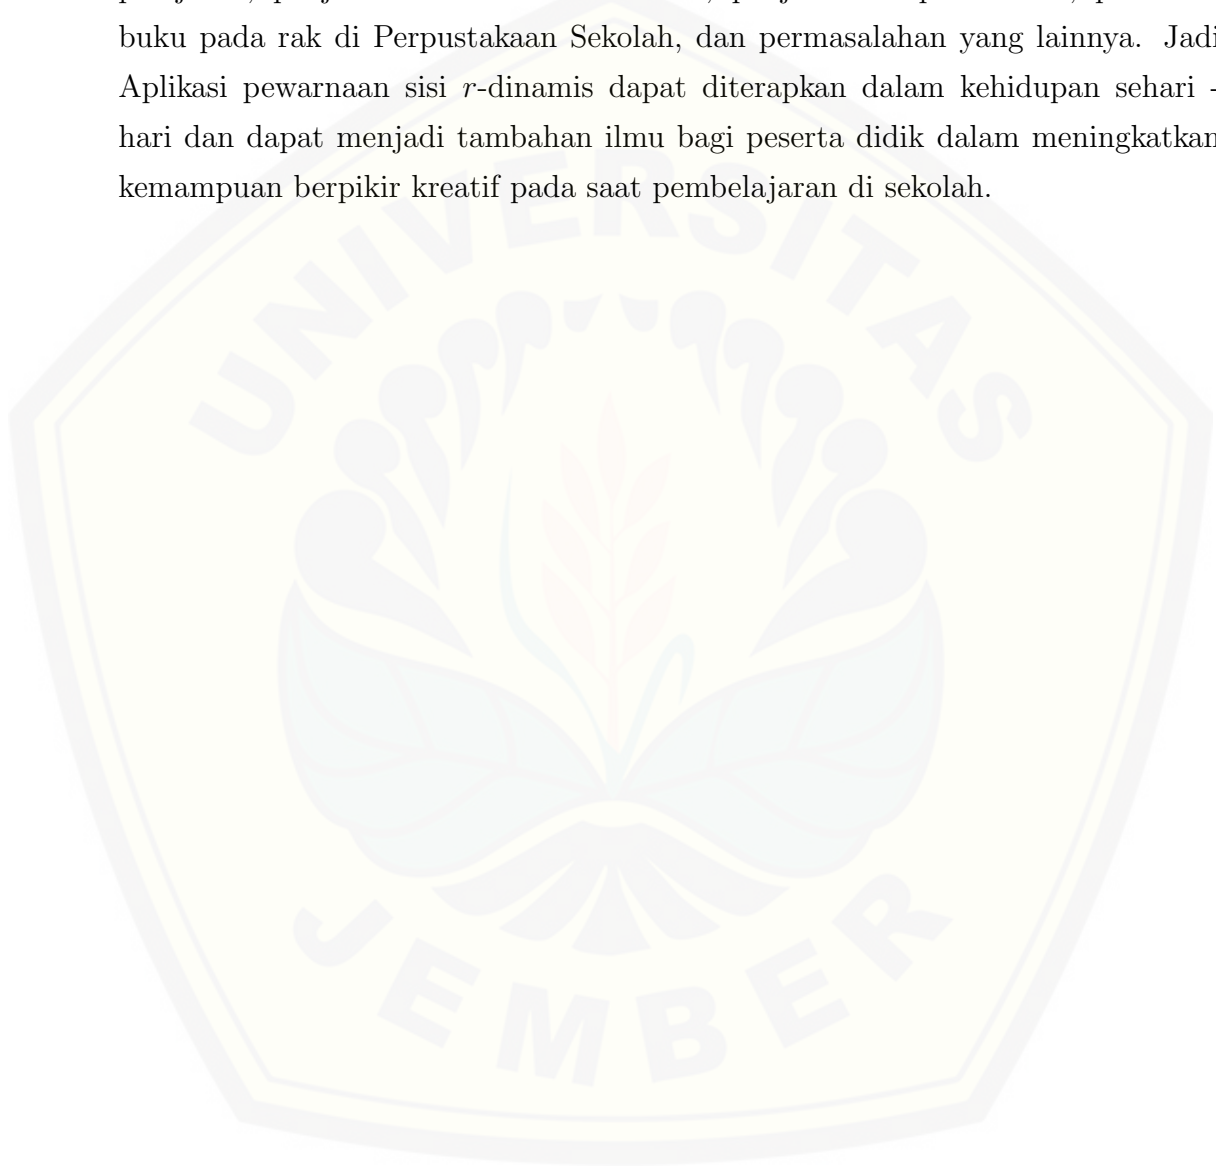 buku pada rak di Perpustakaan Sekolah, dan permasalahan yang lainnya. Jadi
Aplikasi pewarnaan sisi r-dinamis dapat diterapkan dalam kehidupan sehari -
hari dan dapat menjadi tambahan ilmu bagi peserta didik dalam meningkatkan
kemampuan berpikir kreatif pada saat pembelajaran di sekolah.
UNIVERSITAS
JEMBER